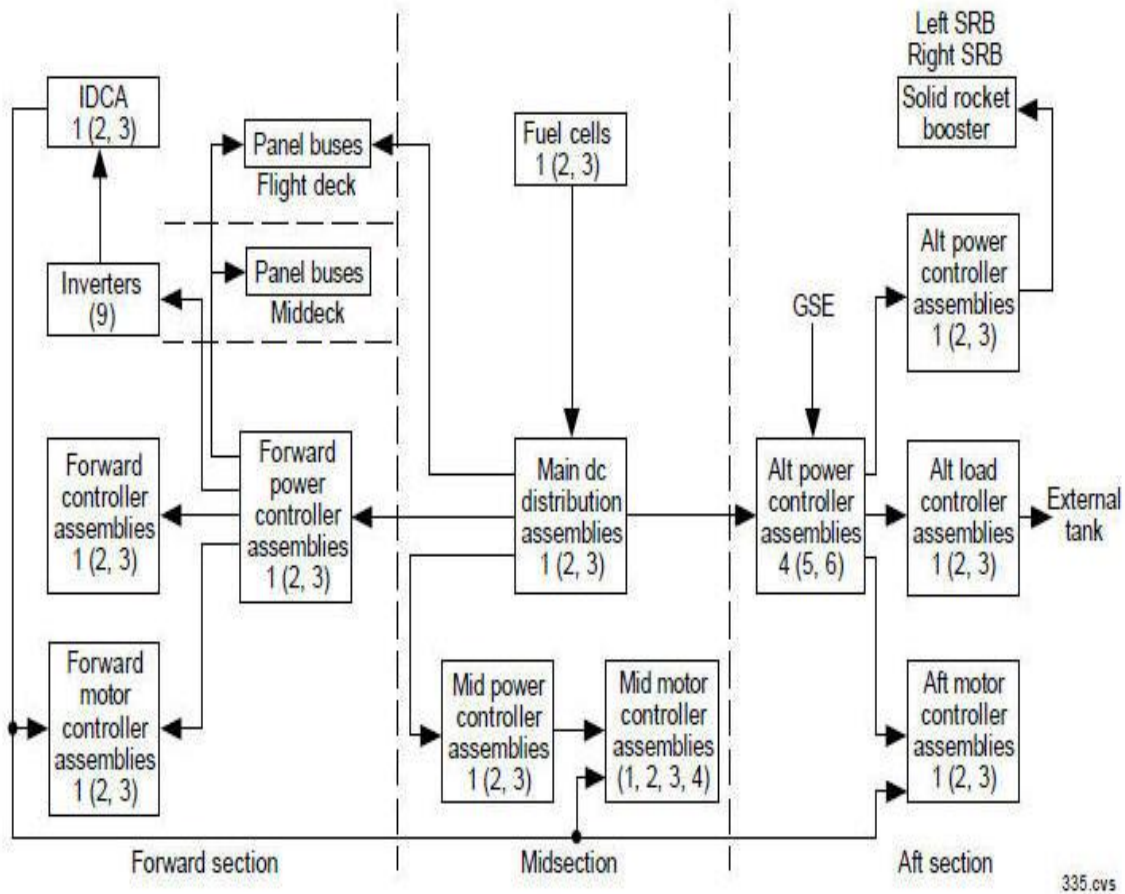 IDCA
1 (2, 3)
Panel buses
Flight deck
Inverters
(9)
Panel buses
Middeck
Forward
controller
assemblies
1 (2, 3)
Forward
power
controller
assemblies
1 (2, 3)
Forward
motor
controller
assemblies
1 (2, 3)
Forward section
Fuel cells
1 (2, 3)
Main dc
distribution
assemblies
1 (2, 3)
Mid power
controller
assemblies
1 (2, 3)
Mid motor
controller
assemblies
(1, 2, 3, 4)
Midsection
Left SRB
Right SRB
Solid rocket
booster
Alt power
controller
assemblies
1 (2, 3)
GSE
Alt power
controller
assemblies
4 (5, 6)
Alt load
controller
assemblies
1 (2, 3)
External
tank
Aft motor
controller
assemblies
1 (2, 3)
Aft section
335.cvs